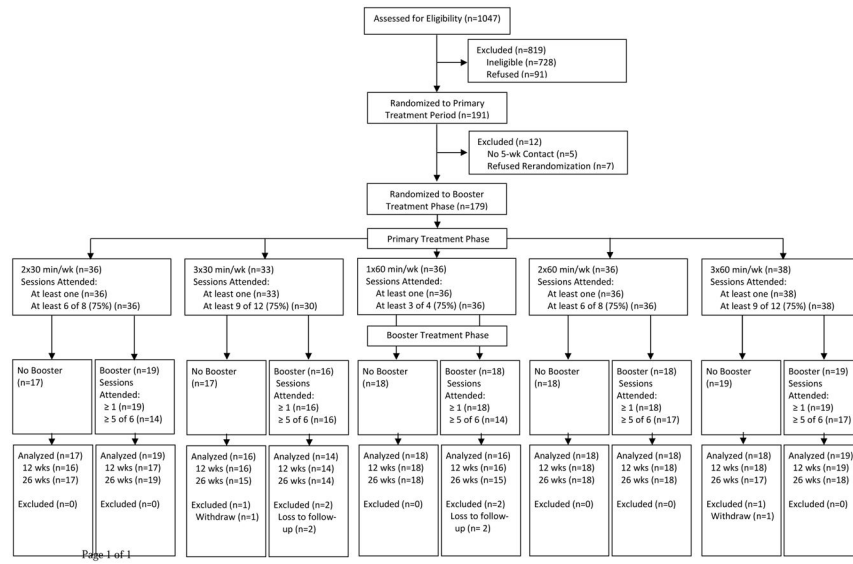 Assessed for Eligibility (n=1047)
Excluded (n=819)
Ineligible (n=728)
Refused (n=91)
Randomized to Primary
Treatment Period (n=191)
Excluded (n=12)
No 5-wk Contact (n=5)
Refused Rerandomization (n=7)
Randomized to Booster
Treatment Phase (n=179)
Primary Treatment Phase
2x30 min/wk (n=36)
Sessions Attended:
At least one (n=36)
At least 6 of 8 (75%) (n=36)
3x30 min/wk (n=33)
Sessions Attended:
At least one (n=33)
At least 9 of 12 (75%) (n=30)
1x60 min/wk (n=36)
Sessions Attended:
At least one (n=36)
At least 3 of 4 (75%) (n=36)
2x60 min/wk (n=36)
Sessions Attended:
At least one (n=36)
At least 6 of 8 (75%) (n=36)
3x60 min/wk (n=38)
Sessions Attended:
At least one (n=38)
At least 9 of 12 (75%) (n=38)
Booster Treatment Phase
No Booster
(n=17)
Booster (n=19)
Sessions
Attended:
≥ 1 (n=19)
≥ 5 of 6 (n=14)
No Booster
(n=17)
Booster (n=16)
Sessions
Attended:
≥ 1 (n=16)
≥ 5 of 6 (n=16)
No Booster
(n=18)
Booster (n=18)
Sessions
Attended:
≥ 1 (n=18)
≥ 5 of 6 (n=14)
No Booster
(n=18)
Booster (n=18)
Sessions
Attended:
≥ 1 (n=18)
≥ 5 of 6 (n=17)
No Booster
(n=19)
Booster (n=19)
Sessions
Attended:
≥ 1 (n=19)
≥ 5 of 6 (n=17)
Analyzed (n=17)
12 wks (n=16)
26 wks (n=17)
Excluded (n=0)
Analyzed (n=19)
12 wks (n=17)
26 wks (n=19)
Excluded (n=0)
Analyzed (n=16)
12 wks (n=16)
26 wks (n=15)
Excluded (n=1)
Withdraw (n=1)
Analyzed (n=14)
12 wks (n=14)
26 wks (n=14)
Excluded (n=2)
Loss to follow-
up (n=2)
Analyzed (n=18)
12 wks (n=18)
26 wks (n=18)
Excluded (n=0)
Analyzed (n=16)
12 wks (n=16)
26 wks (n=15)
Excluded (n=2)
Loss to follow-
up (n= 2)
Analyzed (n=18)
12 wks (n=18)
26 wks (n=18)
Excluded (n=0)
Analyzed (n=18)
12 wks (n=18)
26 wks (n=18)
Excluded (n=0)
Analyzed (n=18)
12 wks (n=18)
26 wks (n=17)
Excluded (n=1)
Withdraw (n=1)
Analyzed (n=19)
12 wks (n=19)
26 wks (n=18)
Excluded (n=0)
Page 1 of 1